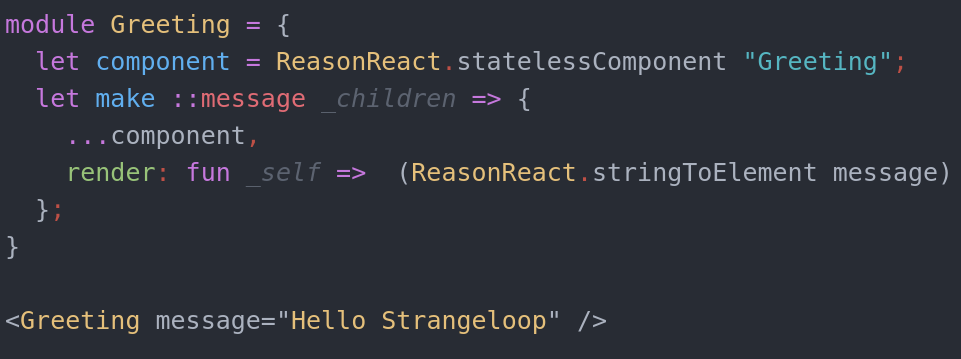 module Greeting = {
  let component = ReasonReact.statelessComponent "Greeting";
  let make ::message _children => {
    ...component,
    render: fun _self =>  (ReasonReact.stringToElement message)
  };
}

<Greeting message="Hello Strangeloop" />